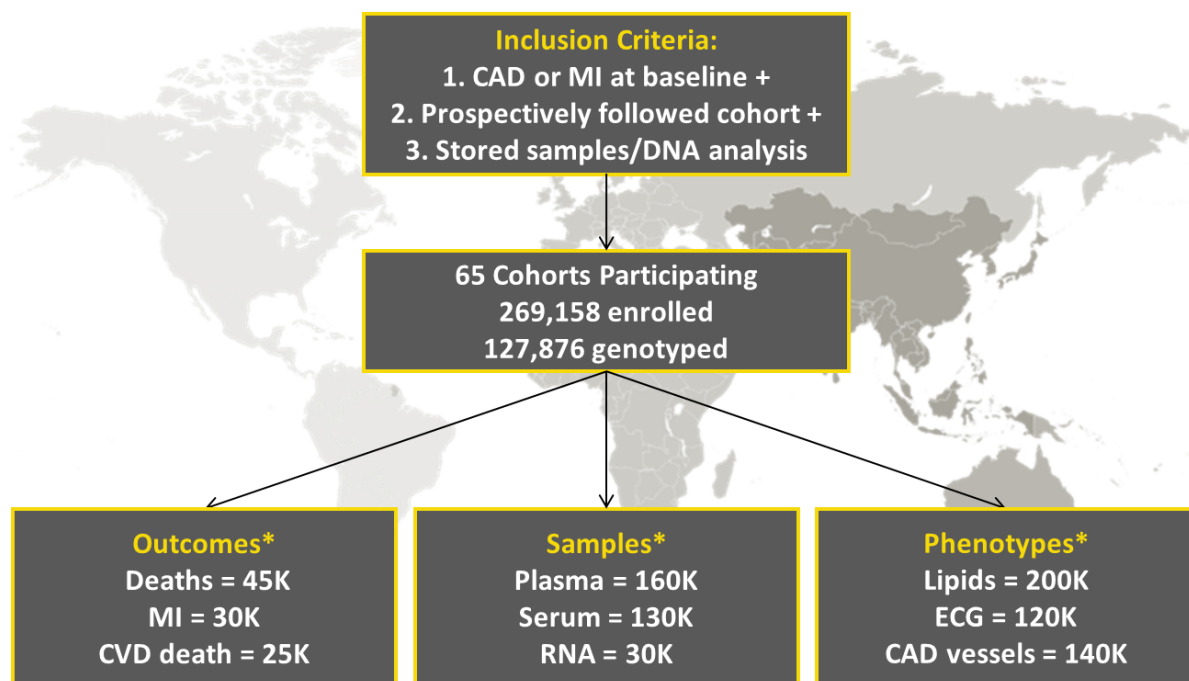 Inclusion Criteria:
1. CAD or MI at baseline +
2. Prospectively followed cohort +
3. Stored samples/DNA analysis
65 Cohorts Participating
269,158 enrolled
127,876 genotyped
Outcomes*
Deaths = 45K
MI = 30K
CVD death = 25K
Samples*
Plasma = 160K
Serum = 130K
RNA = 30K
Phenotypes*
Lipids = 200K
ECG = 120K
CAD vessels = 140K